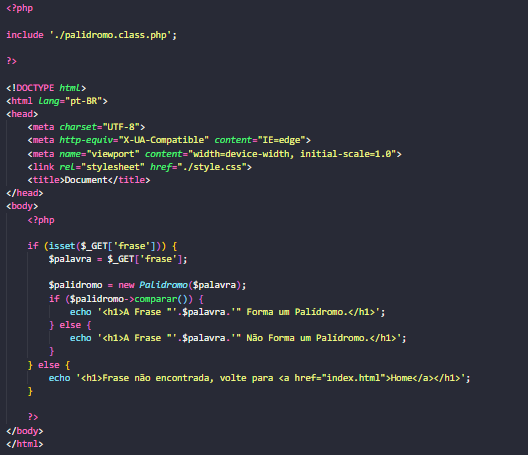 <?php
include './palidromo.class.php';
?>
<!DOCTYPE html>
<html lang="pt-BR">
<head>
    <meta charset="UTF-8">
    <meta http-equiv="X-UA-Compatible" content="IE=edge">
    <meta name="viewport" content="width=device-width, initial-scale=1.0">
    <link rel="stylesheet" href="./style.css">
    <title>Document</title>
</head>
<body>
    <?php
    if (isset($_GET['frase'])) {
        $palavra = $_GET['frase'];
        $palidromo = new Palidromo($palavra);
        if ($palidromo->comparar()) {
            echo '<h1>A Frase "'.$palavra.'" Forma um Palídromo.</h1>';
        } else {
            echo '<h1>A Frase "'.$palavra.'" Não Forma um Palídromo.</h1>';
        }
    } else {
        echo '<h1>Frase não encontrada, volte para <a href="index.html">Home</a></h1>';
    }
    ?>
</body>
</html>